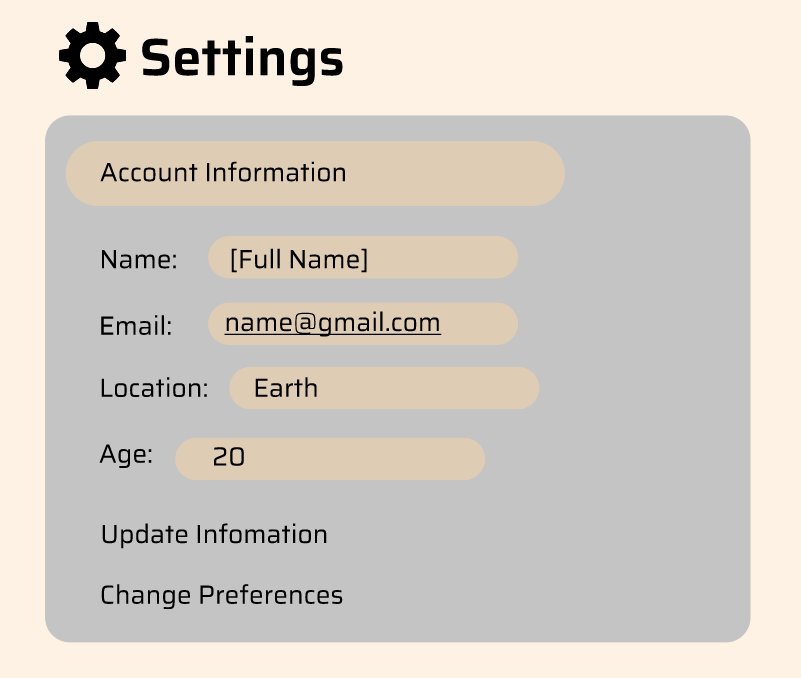 Settings
Account Information
Name: [Full Name]
Email: name@gmail.com
Location: Earth
Age: 20
Update Infomation
Change Preferences